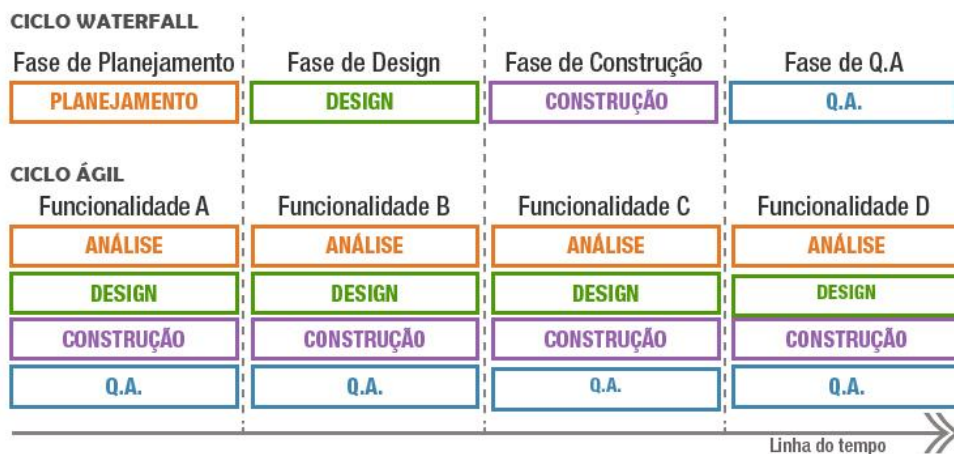 CICLO WATERFALL
Fase de Planejamento Fase de Design Fase de Construção Fase de Q.A
PLANEJAMENTO DESIGN CONSTRUÇÃO Q.A.
CICLO ÁGIL
Funcionalidade A Funcionalidade B Funcionalidade C Funcionalidade D
ANÁLISE ANÁLISE ANÁLISE ANÁLISE
DESIGN DESIGN DESIGN DESIGN
CONSTRUÇÃO CONSTRUÇÃO CONSTRUÇÃO CONSTRUÇÃO
Q.A. Q.A. Q.A. Q.A.
Linha do tempo